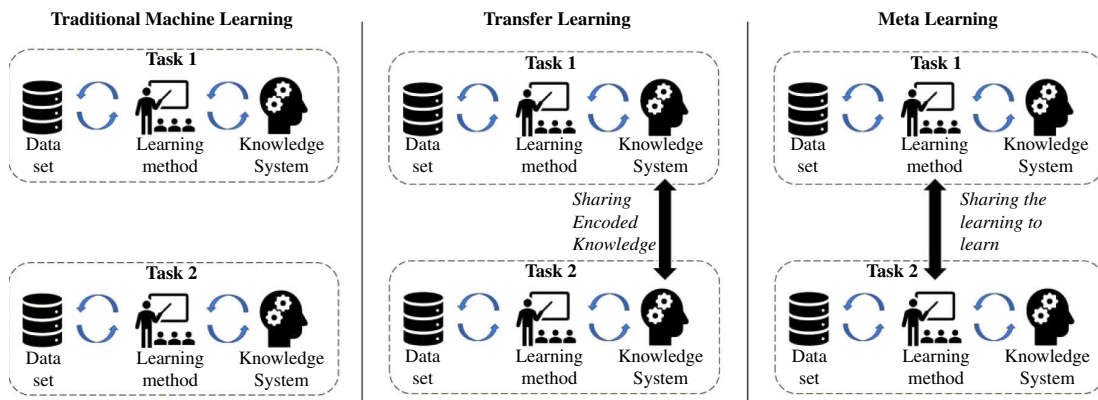 Traditional Machine Learning
Task 1
Data set
Learning method
Knowledge System
Task 2
Data set
Learning method
Knowledge System
Transfer Learning
Task 1
Data set
Learning method
Knowledge System
Sharing
Encoded
Knowledge
Task 2
Data set
Learning method
Knowledge System
Meta Learning
Task 1
Data set
Learning method
Knowledge System
Sharing the
learning to
learn
Task 2
Data set
Learning method
Knowledge System